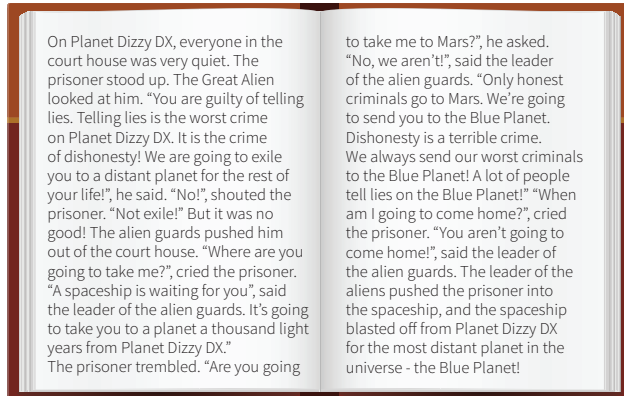 On Planet Dizzy DX, everyone in the
court house was very quiet. The
prisoner stood up. The Great Alien
looked at him. “You are guilty of telling
lies. Telling lies is the worst crime
on Planet Dizzy DX. It is the crime
of dishonesty! We are going to exile
you to a distant planet for the rest of
your life!”, he said. “No!”, shouted the
prisoner. “Not exile!” But it was no
good! The alien guards pushed him
out of the court house. “Where are you
going to take me?”, cried the prisoner.
“A spaceship is waiting for you”, said
the leader of the alien guards. It’s going
to take you to a planet a thousand light
years from Planet Dizzy DX.”
The prisoner trembled. “Are you going
to take me to Mars?”, he asked.
“No, we aren’t!”, said the leader
of the alien guards. “Only honest
criminals go to Mars. We’re going
to send you to the Blue Planet.
Dishonesty is a terrible crime.
We always send our worst criminals
to the Blue Planet! A lot of people
tell lies on the Blue Planet!” “When
am I going to come home?”, cried
the prisoner. “You aren’t going to
come home!”, said the leader of
the alien guards. The leader of the
aliens pushed the prisoner into
the spaceship, and the spaceship
blasted off from Planet Dizzy DX
for the most distant planet in the
universe - the Blue Planet!